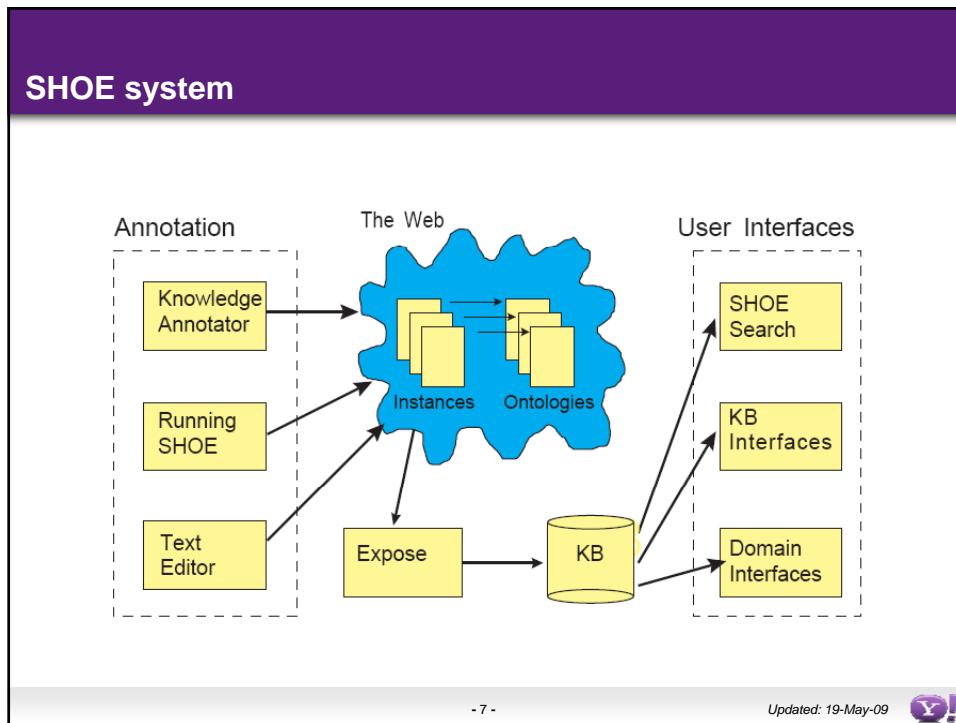 SHOE system
Annotation
The Web
User Interfaces
Knowledge
Annotator
Running
SHOE
Text
Editor
Instances
Ontologies
Expose
KB
SHOE
Search
KB
Interfaces
Domain
Interfaces
- 7 -
Updated: 19-May-09
Y!